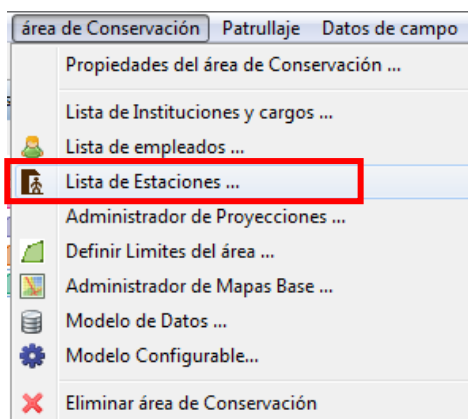 área de Conservación Patrullaje Datos de campo
Propiedades del área de Conservación ...
Lista de Instituciones y cargos ...
Lista de empleados ...
Lista de Estaciones ...
Administrador de Proyecciones ...
Definir Limites del área ...
Administrador de Mapas Base ...
Modelo de Datos ...
Modelo Configurable...
Eliminar área de Conservación